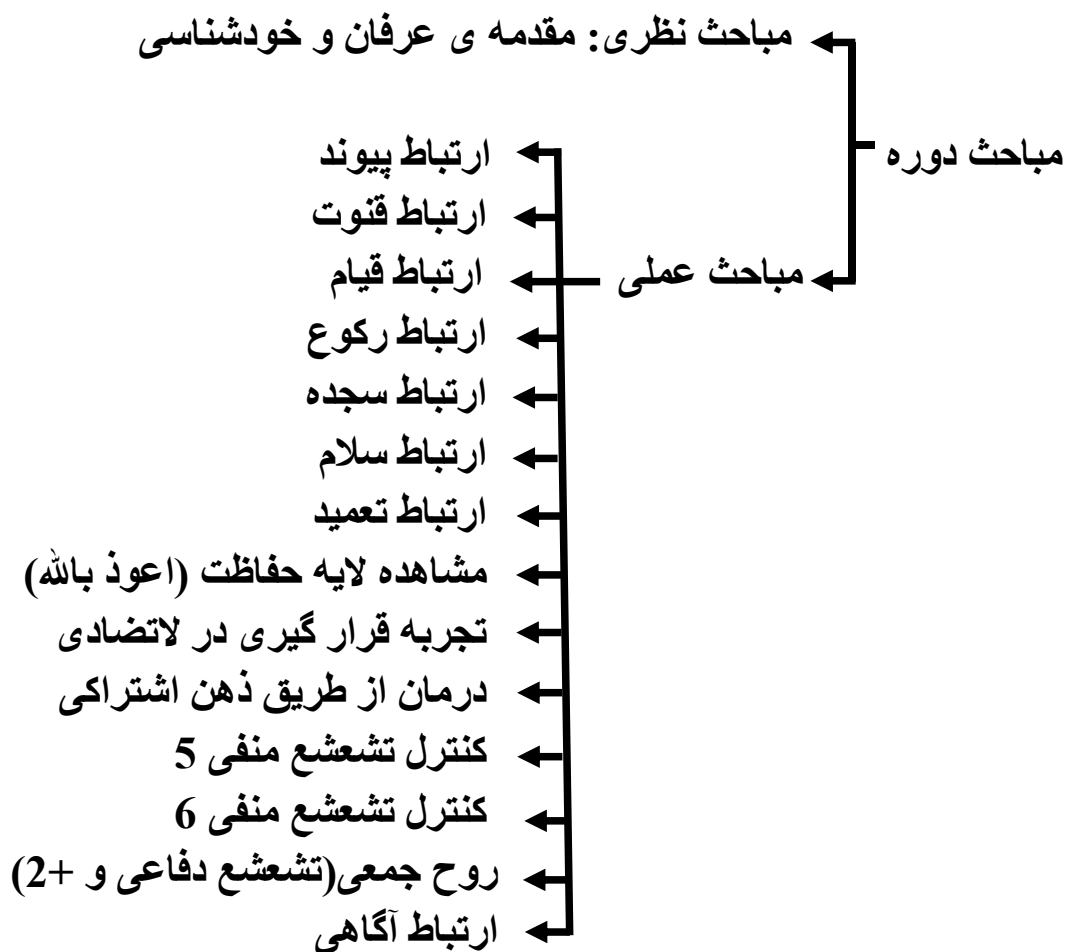 مباحث نظری: مقدمه ی عرفان و خودشناسی
مباحث دوره
ارتباط پیوند
ارتباط قنوت
مباحث عملی
ارتباط قیام
ارتباط رکوع
ارتباط سجده
ارتباط سلام
ارتباط تعمید
مشاهده لایه حفاظت (اعوذ بالله)
تجربه قرار گیری در لاتضادی
درمان از طریق ذهن اشتراکی
کنترل تشعشع منفی 5
کنترل تشعشع منفی 6
روح جمعی(تشعشع دفاعی و +2)
ارتباط آگاهی